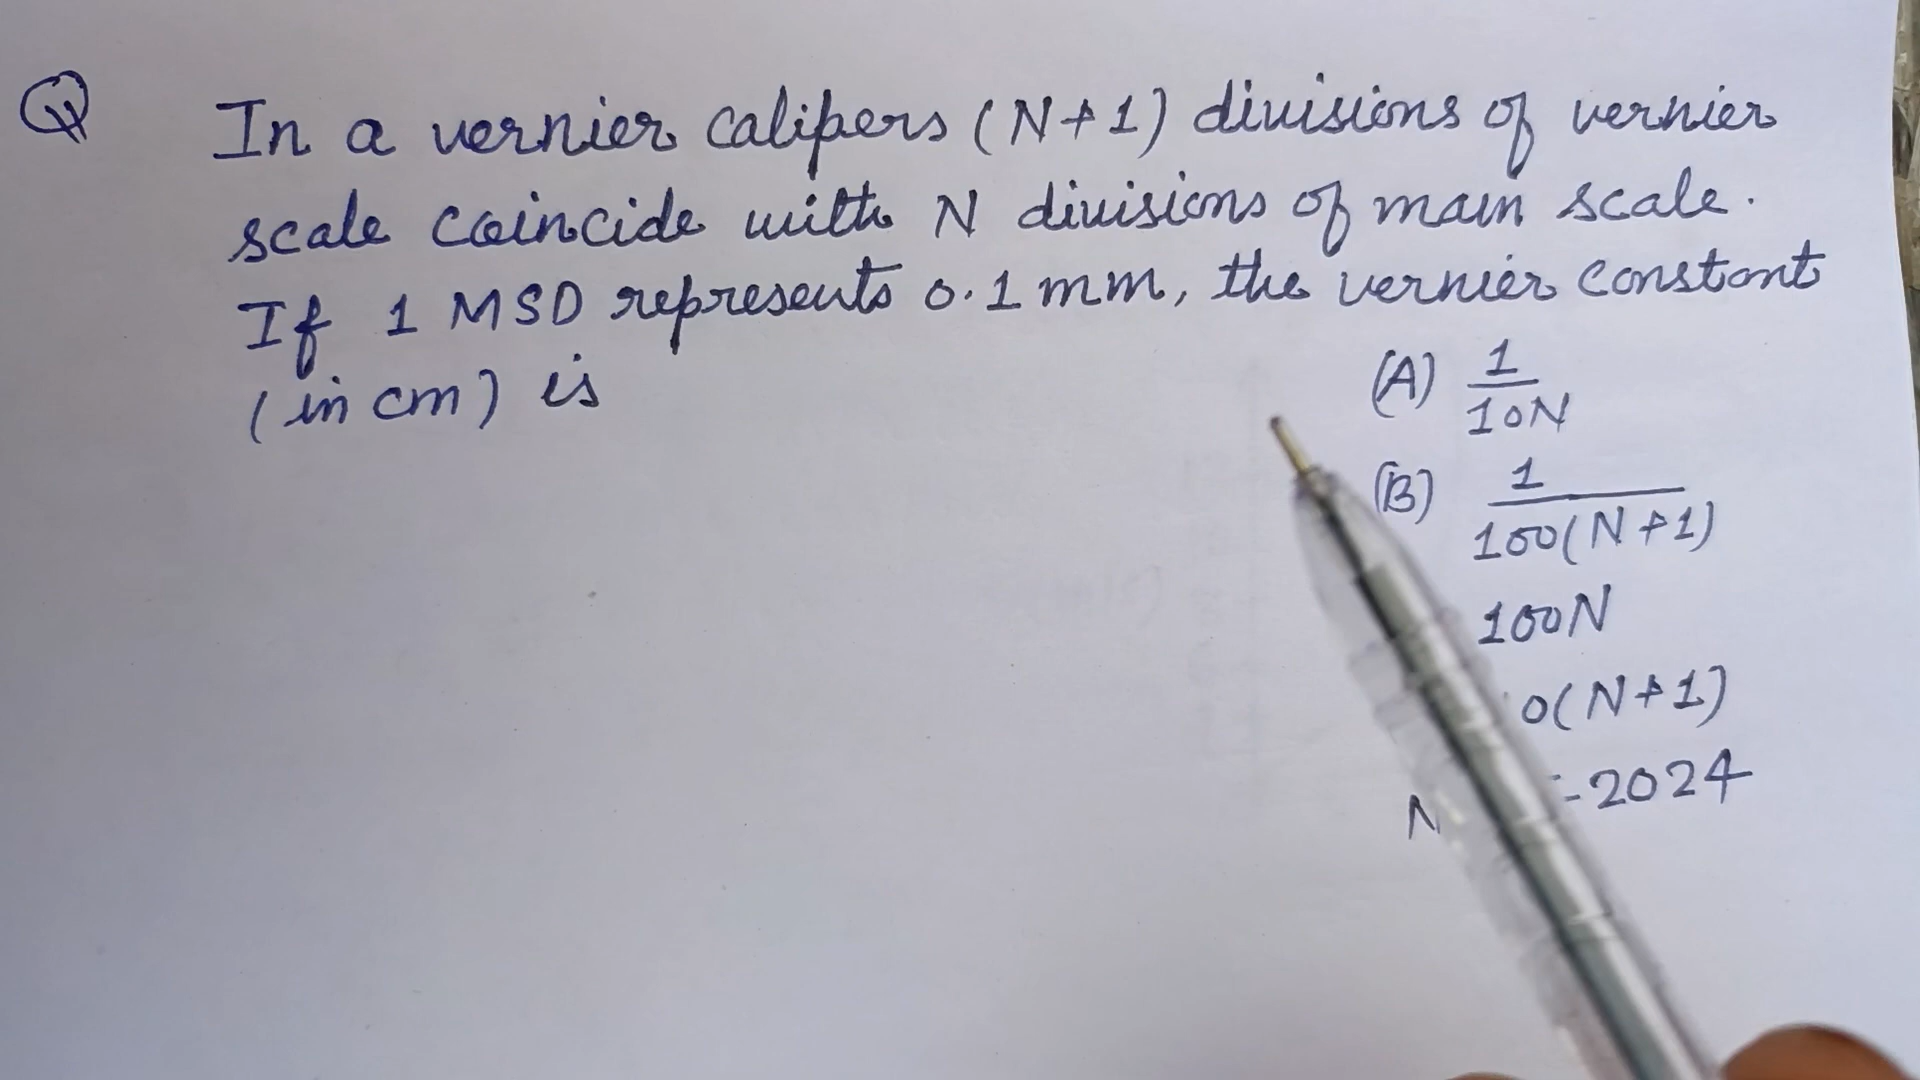 Q In a vernier calipers (N+1) divisions of vernier
scale coincide with N divisions of main scale.
If 1 MSD represents 0.1 mm, the vernier constant
(in cm) is
(A) 1/10N
(B) 1/100(N+1)
100N
0(N+1)
-2024